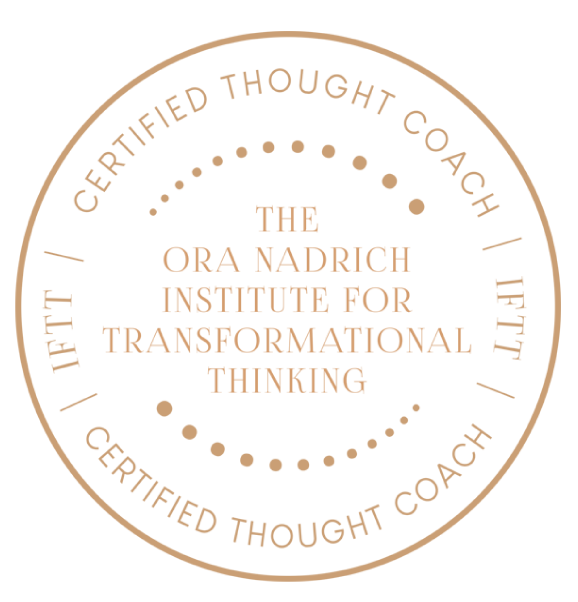 CERTIFIED THOUGHT COACH
THE
ORA NADRICH
INSTITUTE FOR
TRANSFORMATIONAL
THINKING
| IFTT |
| IFTT |
CERTIFIED THOUGHT COACH